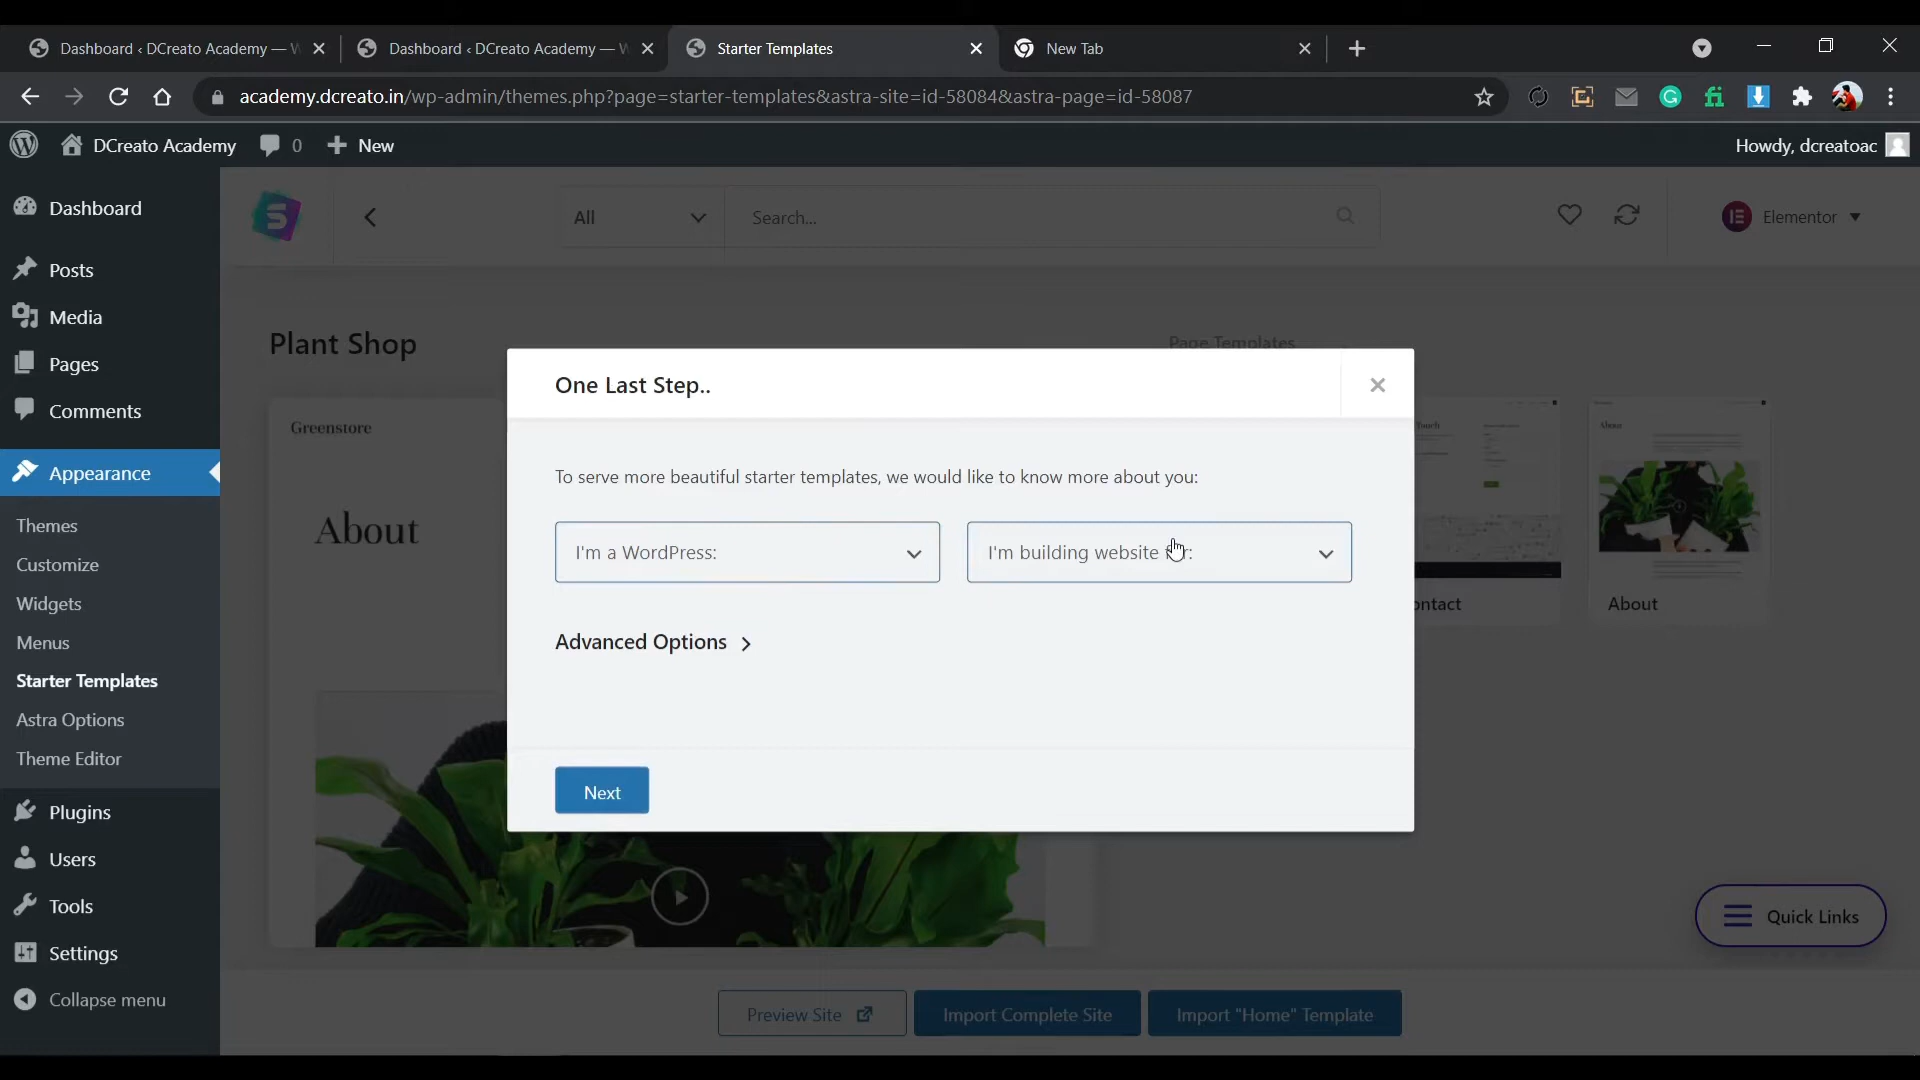 Dashboard ‹ DCreato Academy —
Dashboard ‹ DCreato Academy —
Starter Templates
New Tab
academy.dcreato.in/wp-admin/themes.php?page=starter-templates&astra-site=id-58084&astra-page=id-58087
DCreato Academy
0
New
Howdy, dcreatoac
Dashboard
Posts
Media
Pages
Comments
Appearance
Themes
Customize
Widgets
Menus
Starter Templates
Astra Options
Theme Editor
Plugins
Users
Tools
Settings
Collapse menu
All
Search...
Elementor
Plant Shop
Page Templates
Greenstore
About
One Last Step..
To serve more beautiful starter templates, we would like to know more about you:
I'm a WordPress:
I'm building website
Advanced Options
Next
Touch
About
About
Quick Links
Preview Site
Import Complete Site
Import "Home" Template